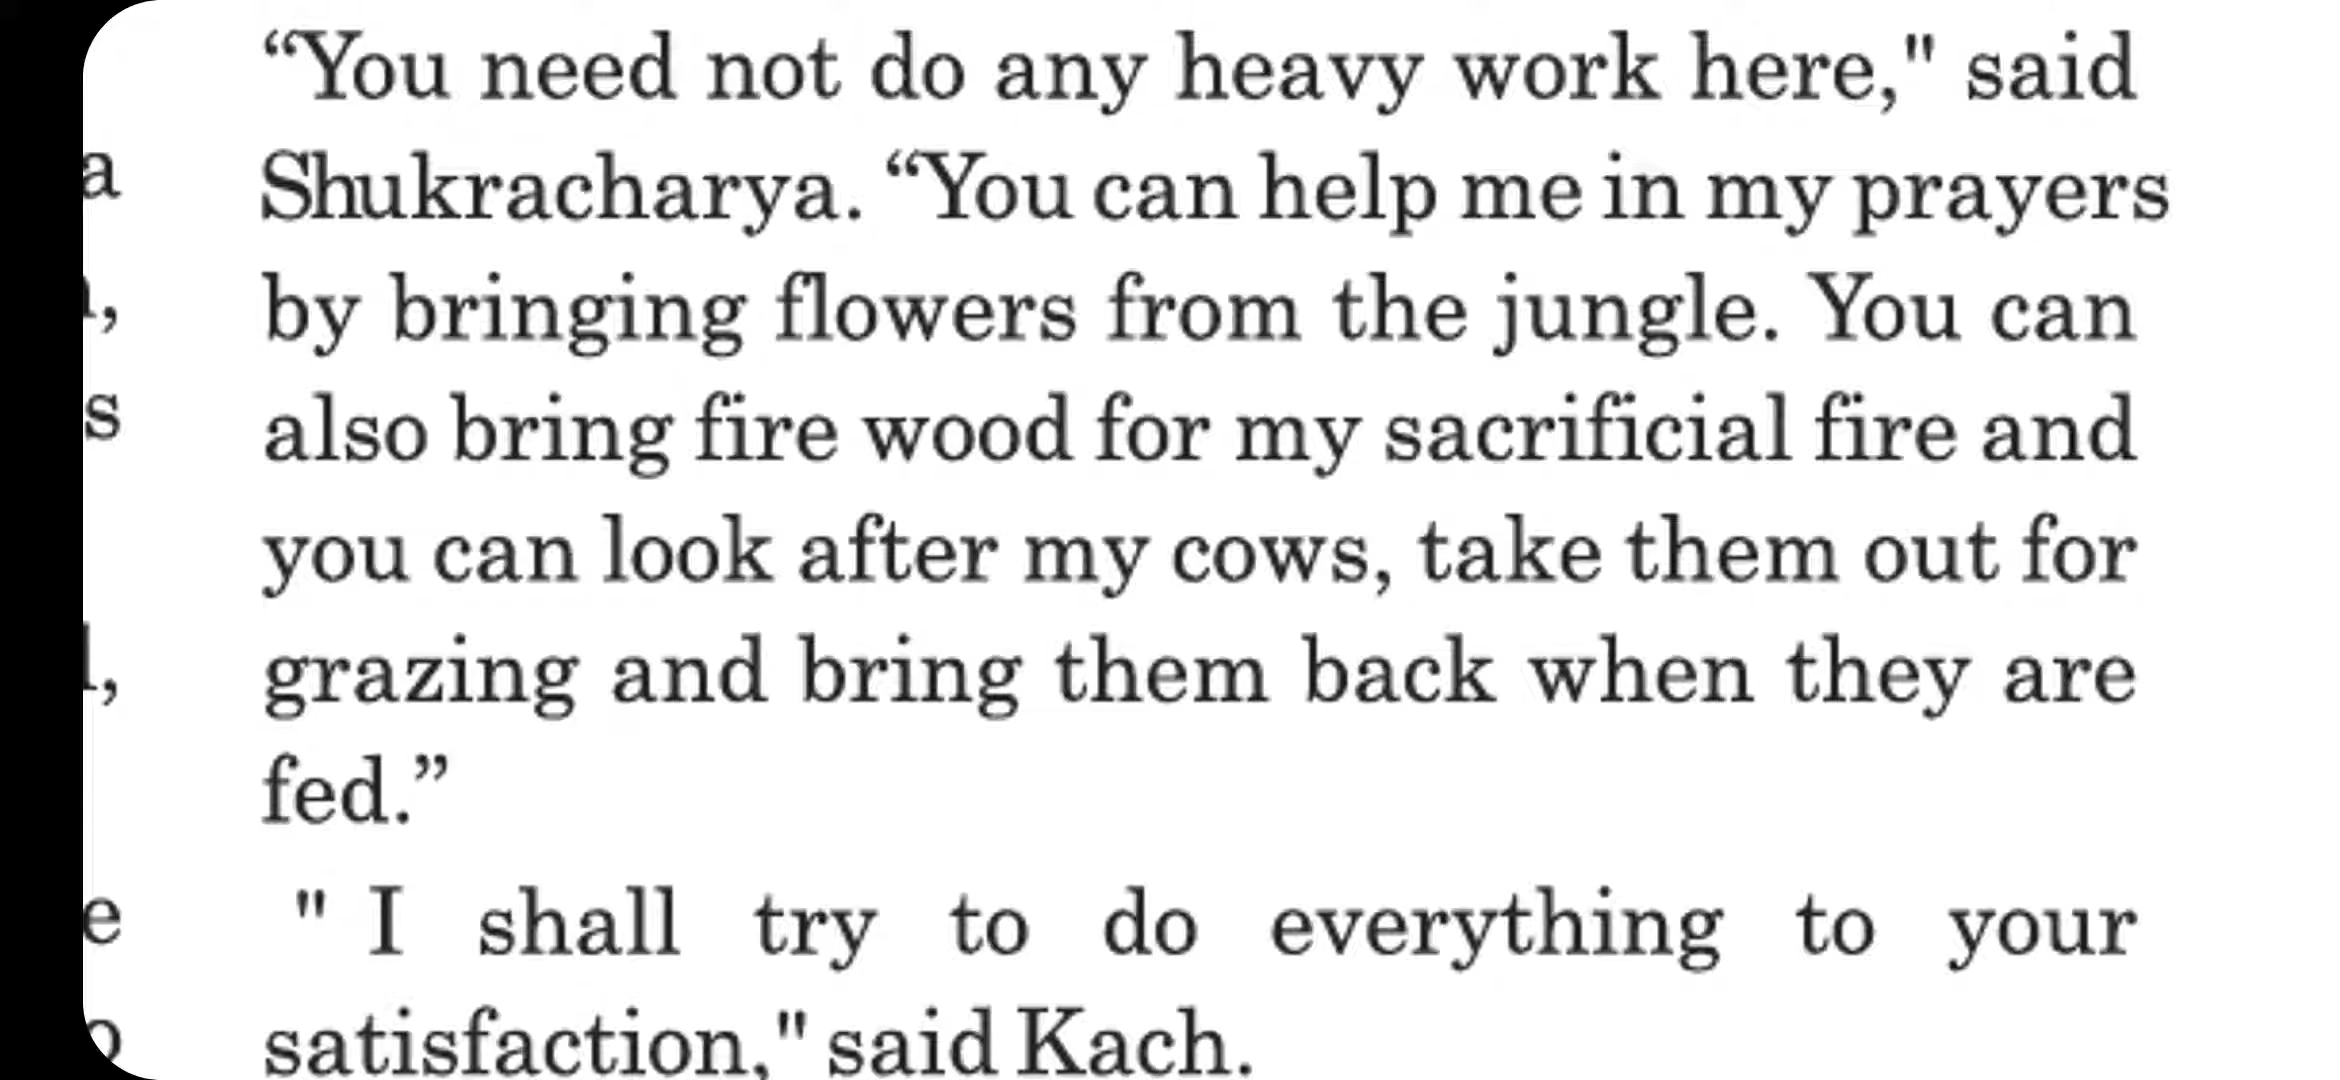 “You need not do any heavy work here," said
Shukracharya. “You can help me in my prayers
by bringing flowers from the jungle. You can
also bring fire wood for my sacrificial fire and
you can look after my cows, take them out for
grazing and bring them back when they are
fed.”
" I shall try to do everything to your
satisfaction," said Kach.